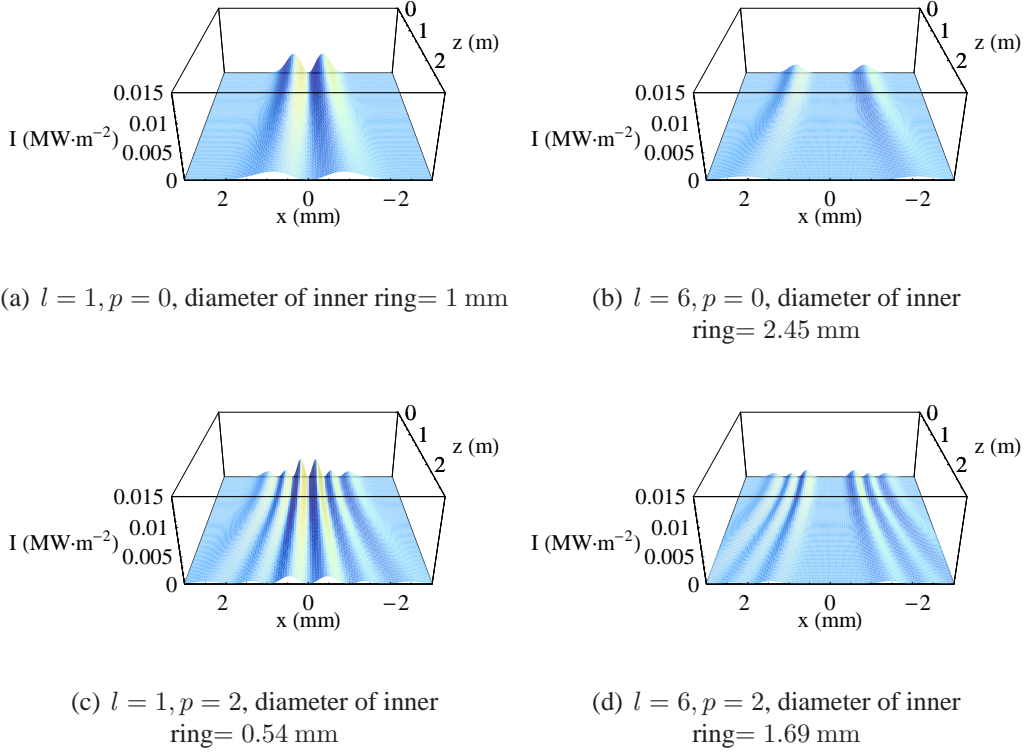 0
1
z (m)
2
0.015
0.01
I (MW·m⁻²)
0.005
0
2
0
−2
x (mm)
(a) l = 1, p = 0, diameter of inner ring= 1 mm
0
1
z (m)
2
0.015
0.01
I (MW·m⁻²)
0.005
0
2
0
−2
x (mm)
(b) l = 6, p = 0, diameter of inner
ring= 2.45 mm
0
1
z (m)
2
0.015
0.01
I (MW·m⁻²)
0.005
0
2
0
−2
x (mm)
(c) l = 1, p = 2, diameter of inner
ring= 0.54 mm
0
1
z (m)
2
0.015
0.01
I (MW·m⁻²)
0.005
0
2
0
−2
x (mm)
(d) l = 6, p = 2, diameter of inner
ring= 1.69 mm